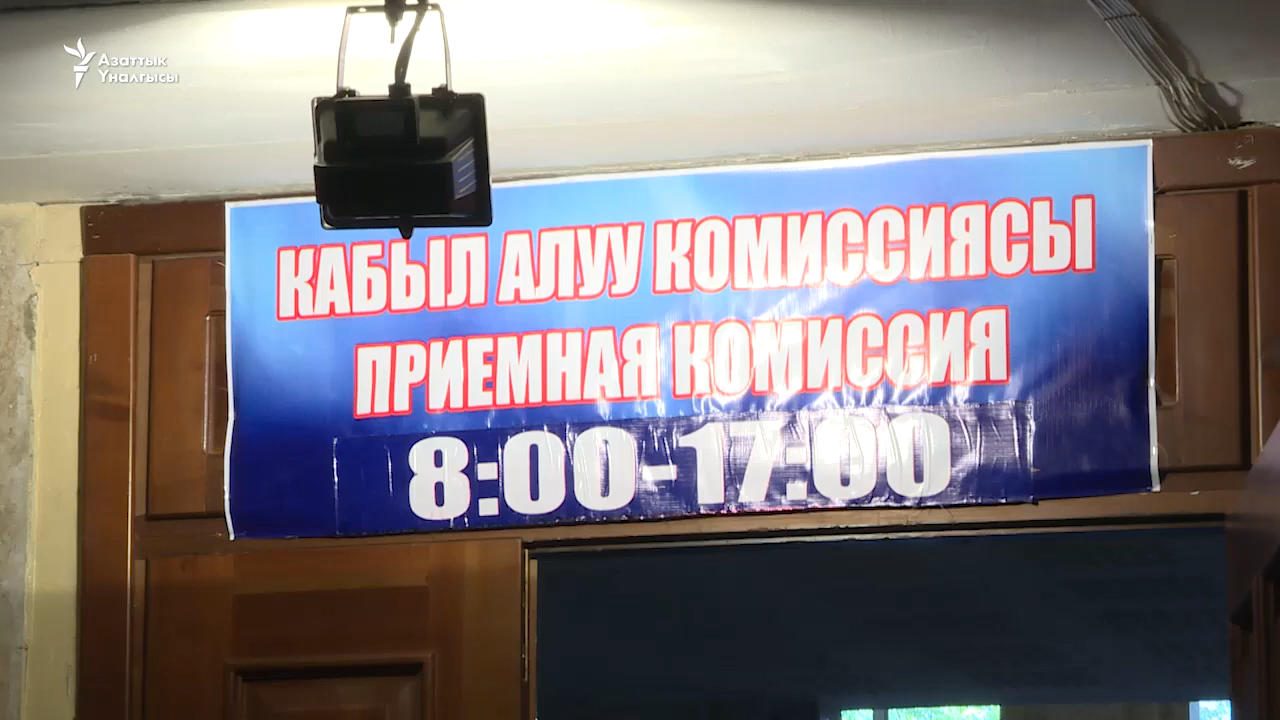 Азаттык
Үналгысы
КАБЫЛ АЛУУ КОМИССИЯСЫ
ПРИЕМНАЯ КОМИССИЯ
8:00-17:00